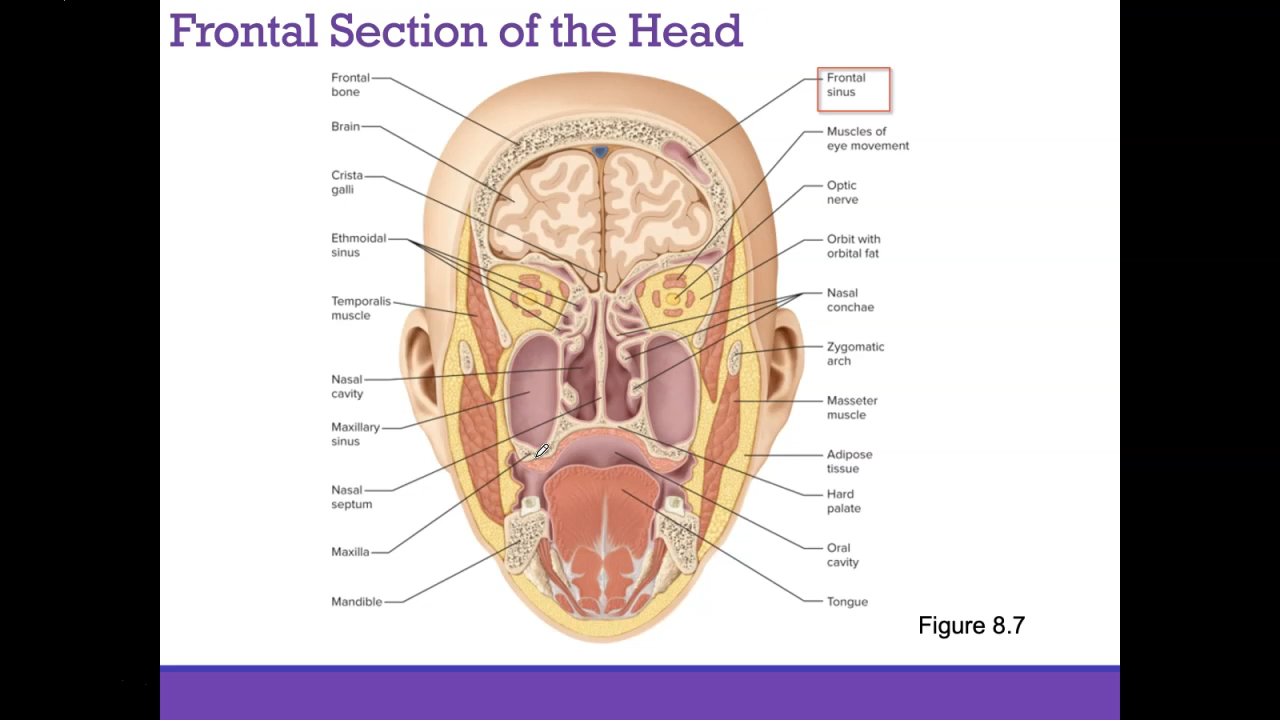 Frontal Section of the Head
Frontal
bone
Brain
Crista
galli
Ethmoidal
sinus
Temporalis
muscle
Nasal
cavity
Maxillary
sinus
Nasal
septum
Maxilla
Mandible
Frontal
sinus
Muscles of
eye movement
Optic
nerve
Orbit with
orbital fat
Nasal
conchae
Zygomatic
arch
Masseter
muscle
Adipose
tissue
Hard
palate
Oral
cavity
Tongue
Figure 8.7